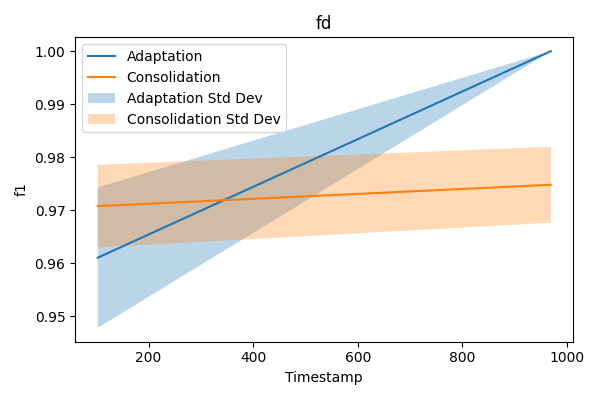 fd
1.00
0.99
0.98
0.97
0.96
0.95
f1
Adaptation
Consolidation
Adaptation Std Dev
Consolidation Std Dev
200
400
600
800
1000
Timestamp